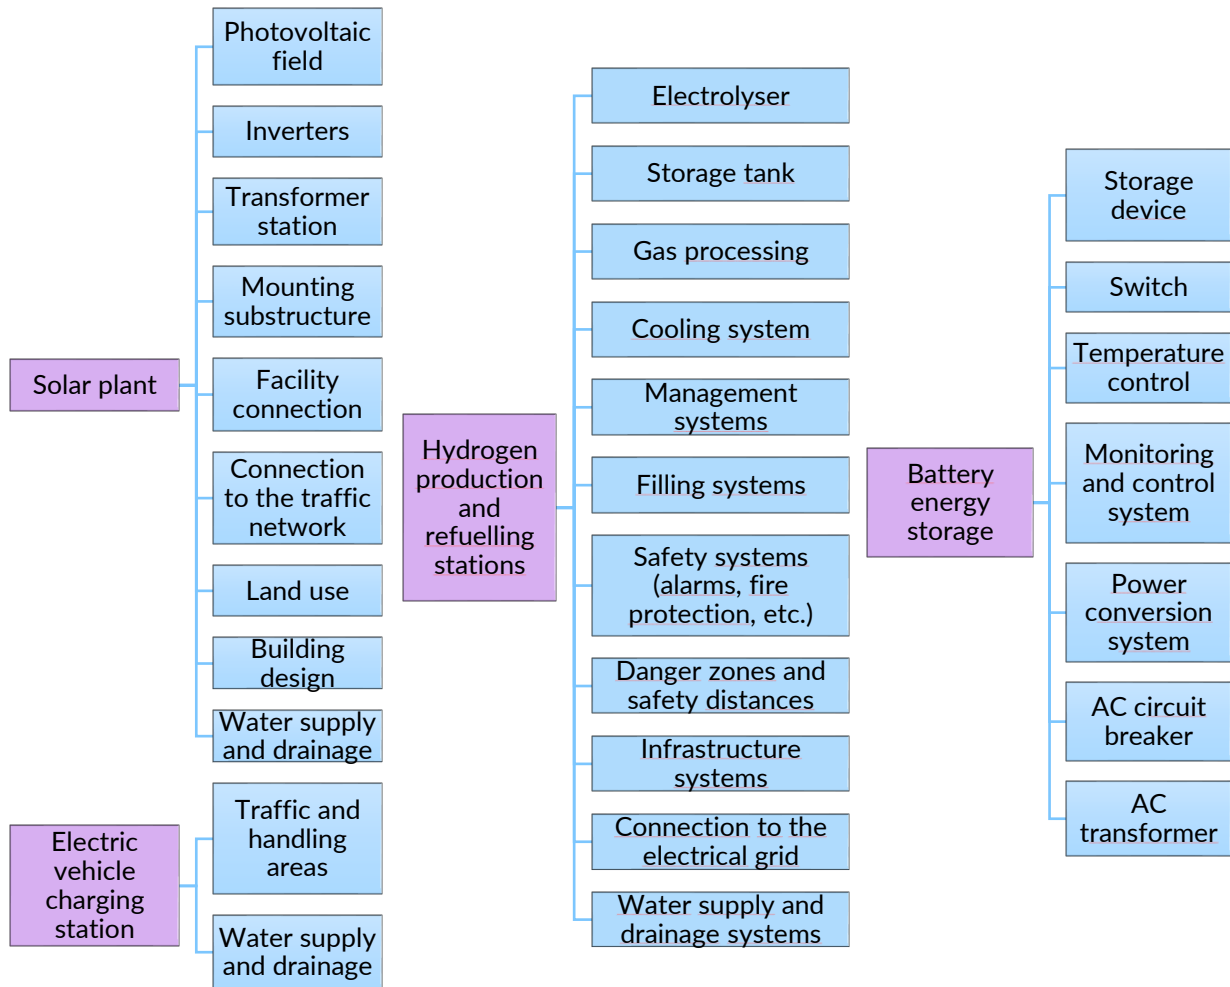 Solar plant
Photovoltaic
field
Inverters
Transformer
station
Mounting
substructure
Facility
connection
Connection
to the traffic
network
Land use
Building
design
Water supply
and drainage
Electric
vehicle
charging
station
Traffic and
handling
areas
Water supply
and drainage
Hydrogen
production
and
refuelling
stations
Electrolyser
Storage tank
Gas processing
Cooling system
Management
systems
Filling systems
Safety systems
(alarms, fire
protection, etc.)
Danger zones and
safety distances
Infrastructure
systems
Connection to the
electrical grid
Water supply and
drainage systems
Battery
energy
storage
Storage
device
Switch
Temperature
control
Monitoring
and control
system
Power
conversion
system
AC circuit
breaker
AC
transformer